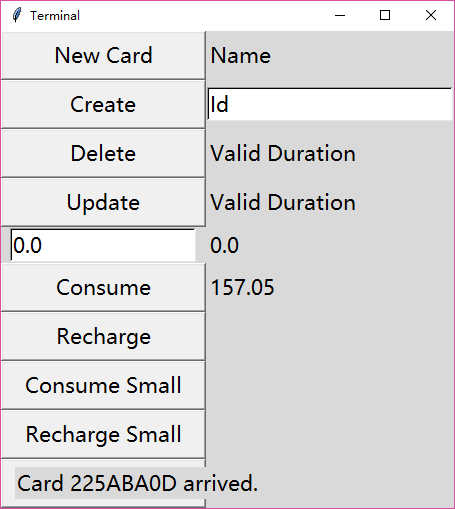 Terminal
New Card Name
Create Id
Delete Valid Duration
Update Valid Duration
0.0 0.0
Consume 157.05
Recharge
Consume Small
Recharge Small
Card 225ABA0D arrived.